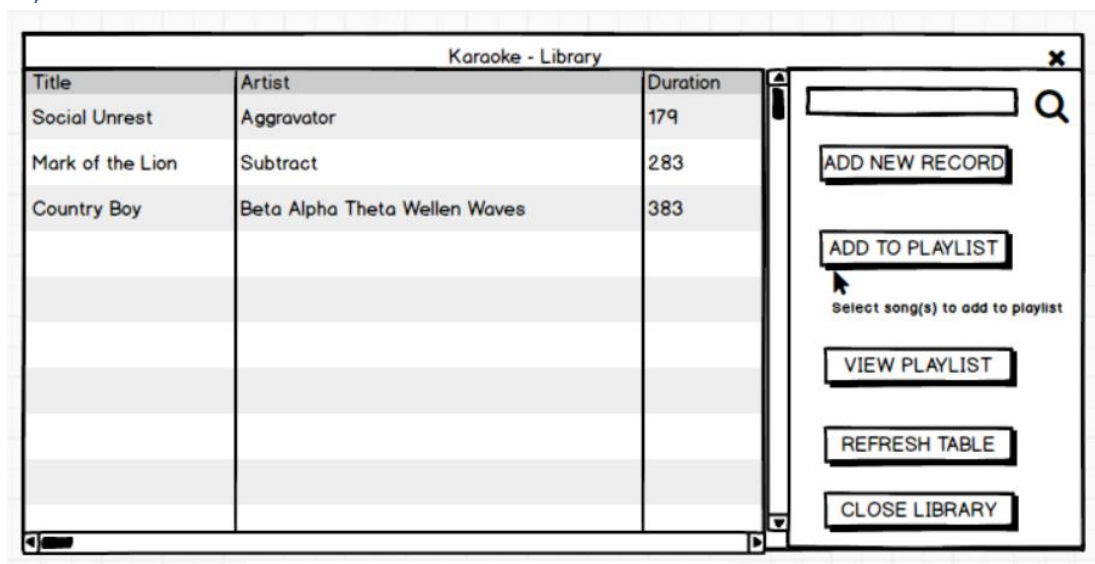 Karaoke - Library
Title Artist Duration
Social Unrest Aggravator 179
Mark of the Lion Subtract 283
Country Boy Beta Alpha Theta Wellen Waves 383
ADD NEW RECORD
ADD TO PLAYLIST
Select song(s) to add to playlist
VIEW PLAYLIST
REFRESH TABLE
CLOSE LIBRARY